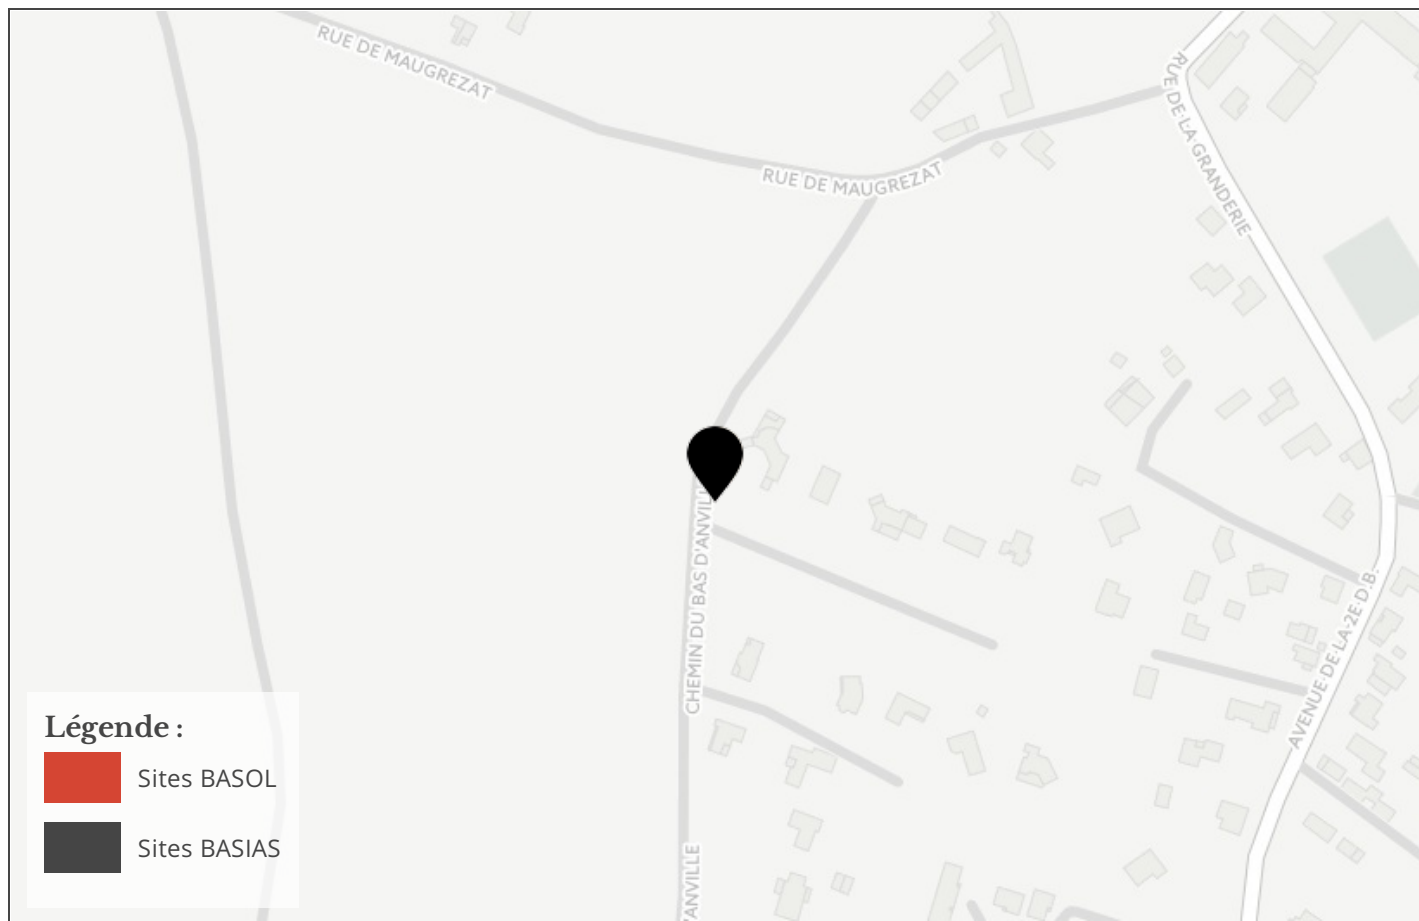 RUE DE MAUGREZAT
RUE DE MAUGREZAT
RUE DE LA GRANDERIE
CHEMIN DU BAS D'ANVILL
AVENUE DE LA 2E D.B.
'ANVILLE
Légende :
Sites BASOL
Sites BASIAS